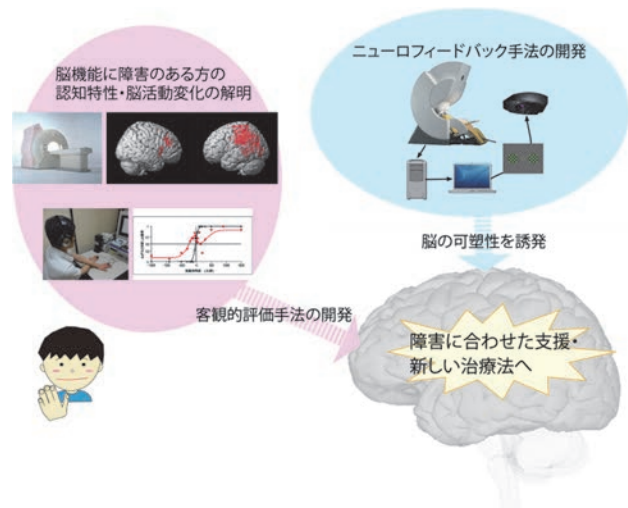 脳機能に障害のある方の
認知特性・脳活動変化の解明
ニューロフィードバック手法の開発
脳の可塑性を誘発
客観的評価手法の開発
障害に合わせた支援・
新しい治療法へ